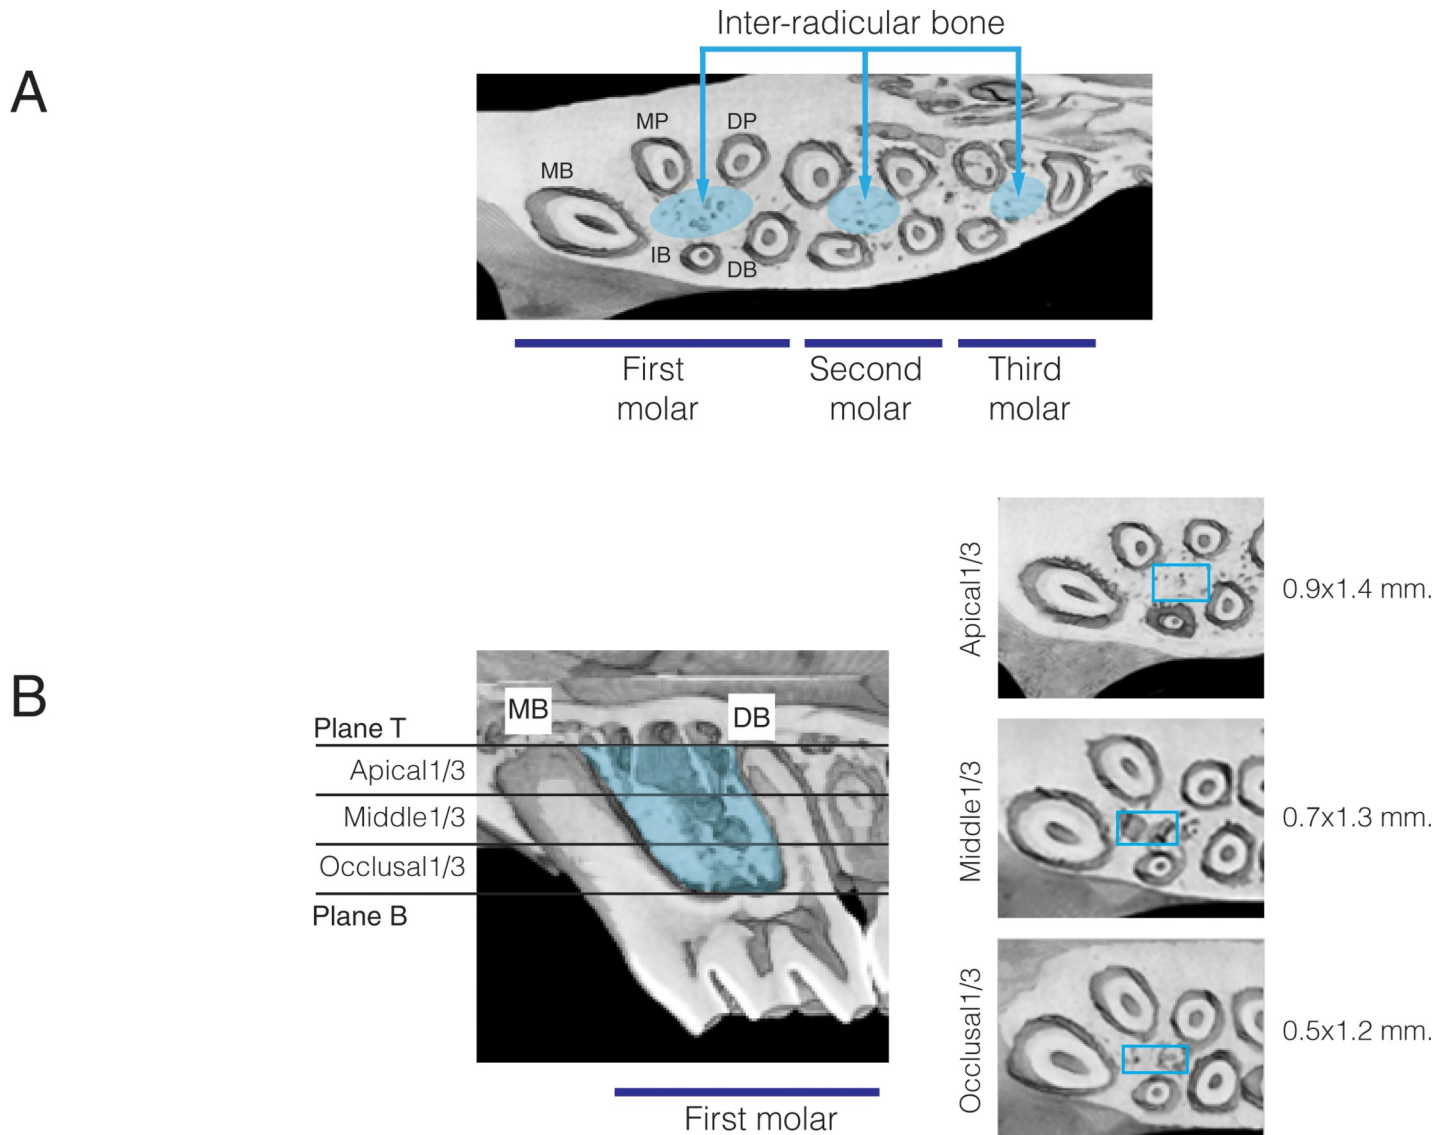 A
Inter-radicular bone
MP
DP
MB
IB
DB
First
molar
Second
molar
Third
molar
B
MB
DB
Plane T
Apical1/3
Middle1/3
Occlusal1/3
Plane B
First molar
Apical1/3
0.9x1.4 mm.
Middle1/3
0.7x1.3 mm.
Occlusal1/3
0.5x1.2 mm.